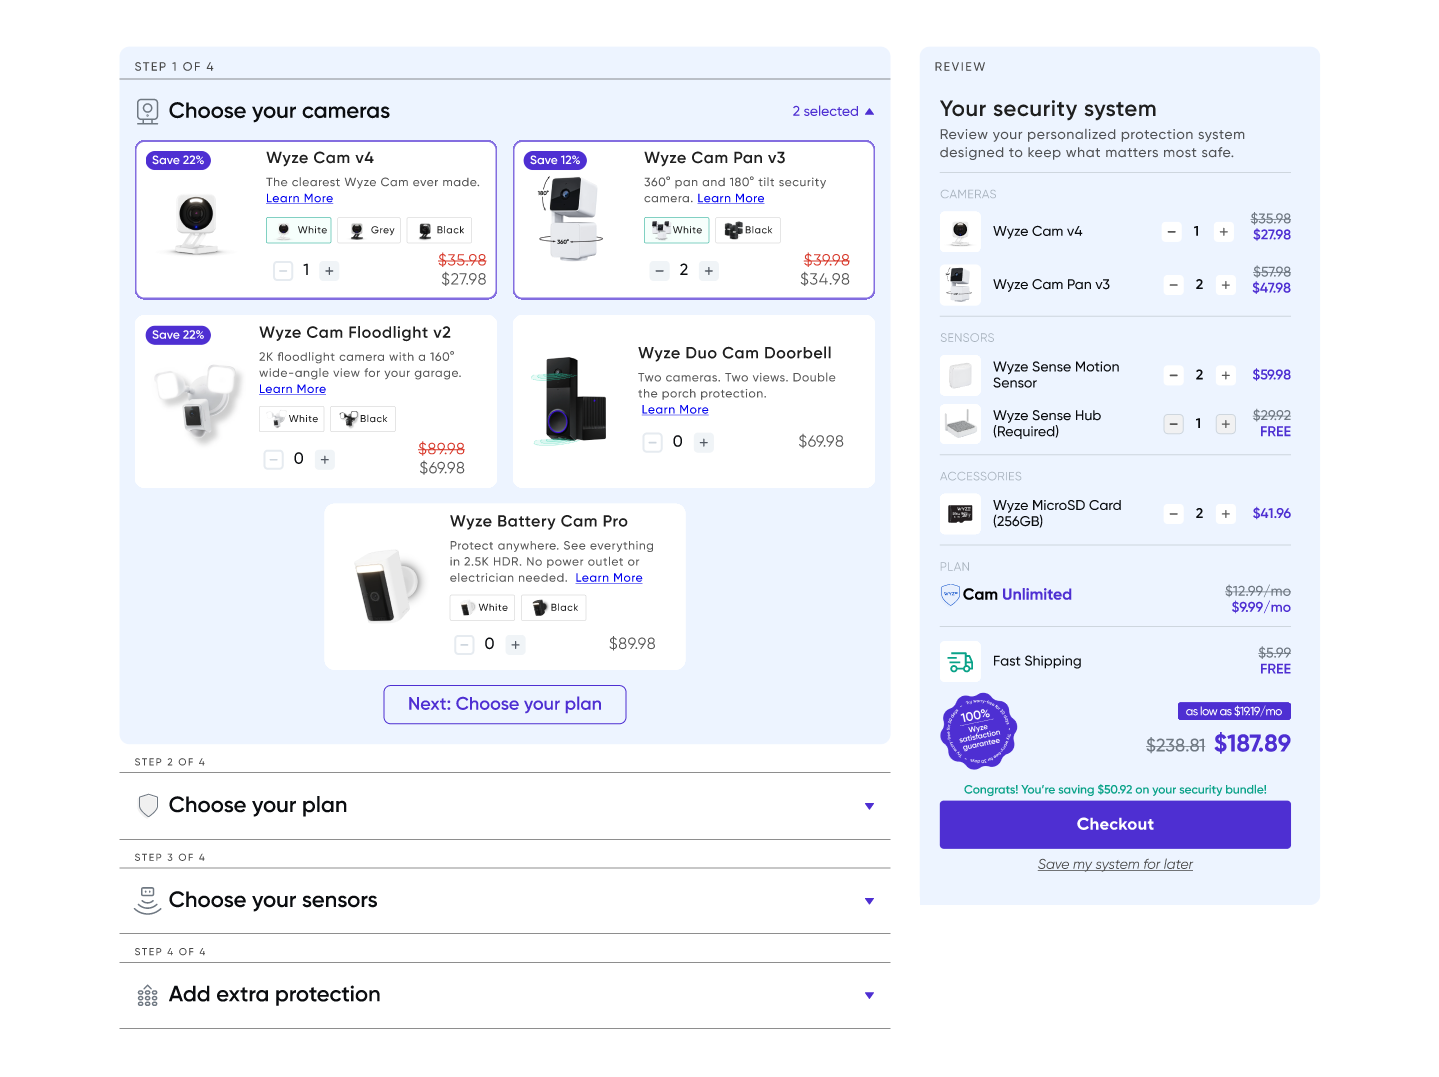 STEP 1 OF 4
Choose your cameras
2 selected
Save 22%
Wyze Cam v4
The clearest Wyze Cam ever made.
Learn More
White
Grey
Black
1
$35.98
$27.98
Save 12%
Wyze Cam Pan v3
360° pan and 180° tilt security
camera. Learn More
180°
360°
White
Black
2
$39.98
$34.98
Save 22%
Wyze Cam Floodlight v2
2K floodlight camera with a 160°
wide-angle view for your garage.
Learn More
White
Black
0
$89.98
$69.98
Wyze Duo Cam Doorbell
Two cameras. Two views. Double
the porch protection.
Learn More
0
$69.98
Wyze Battery Cam Pro
Protect anywhere. See everything
in 2.5K HDR. No power outlet or
electrician needed. Learn More
White
Black
0
$89.98
Next: Choose your plan
STEP 2 OF 4
Choose your plan
STEP 3 OF 4
Choose your sensors
STEP 4 OF 4
Add extra protection
REVIEW
Your security system
Review your personalized protection system
designed to keep what matters most safe.
CAMERAS
Wyze Cam v4
1
$35.98
$27.98
Wyze Cam Pan v3
2
$57.98
$47.98
SENSORS
Wyze Sense Motion
Sensor
2
$59.98
Wyze Sense Hub
(Required)
1
$29.92
FREE
ACCESSORIES
Wyze MicroSD Card
(256GB)
2
$41.96
PLAN
WYZE
Cam Unlimited
$12.99/mo
$9.99/mo
Fast Shipping
$5.99
FREE
100%
Wyze
satisfaction
guarantee
as low as $19.19/mo
$238.81 $187.89
Congrats! You're saving $50.92 on your security bundle!
Checkout
Save my system for later